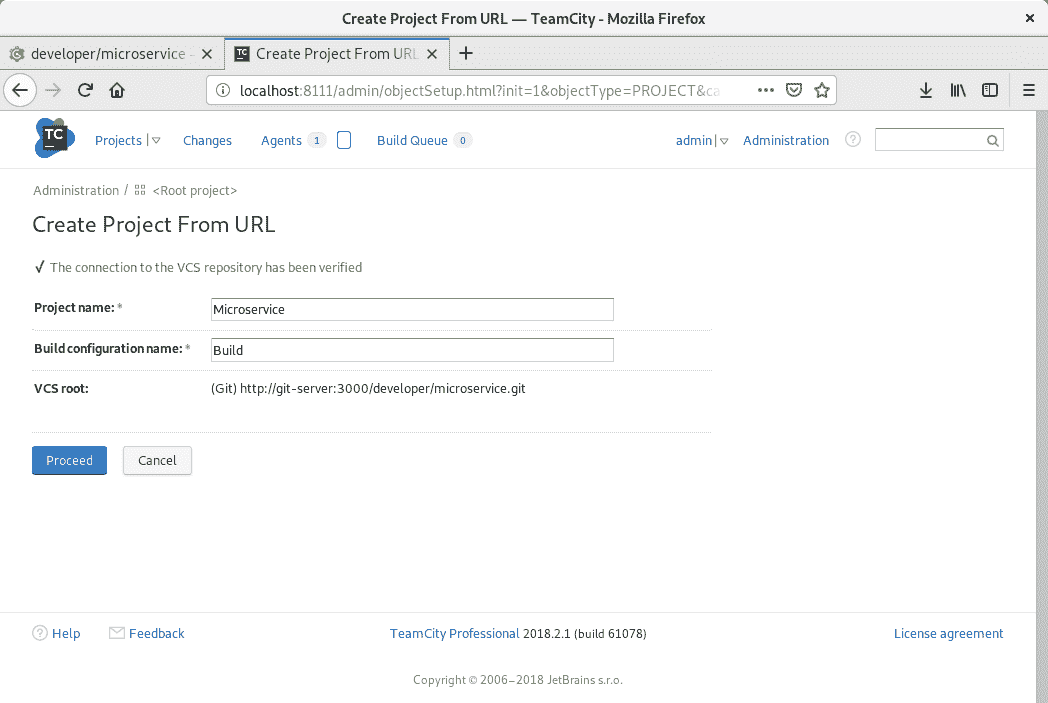 Create Project From URL — TeamCity - Mozilla Firefox
developer/microservice - Create Project From URL
localhost:8111/admin/objectSetup.html?init=1&objectType=PROJECT&ca
TC Projects Changes Agents 1 Build Queue 0 admin Administration ?
Administration / <Root project>
Create Project From URL
The connection to the VCS repository has been verified
Project name: * Microservice
Build configuration name: * Build
VCS root: (Git) http://git-server:3000/developer/microservice.git
Proceed Cancel
? Help Feedback TeamCity Professional 2018.2.1 (build 61078) License agreement
Copyright © 2006–2018 JetBrains s.r.o.